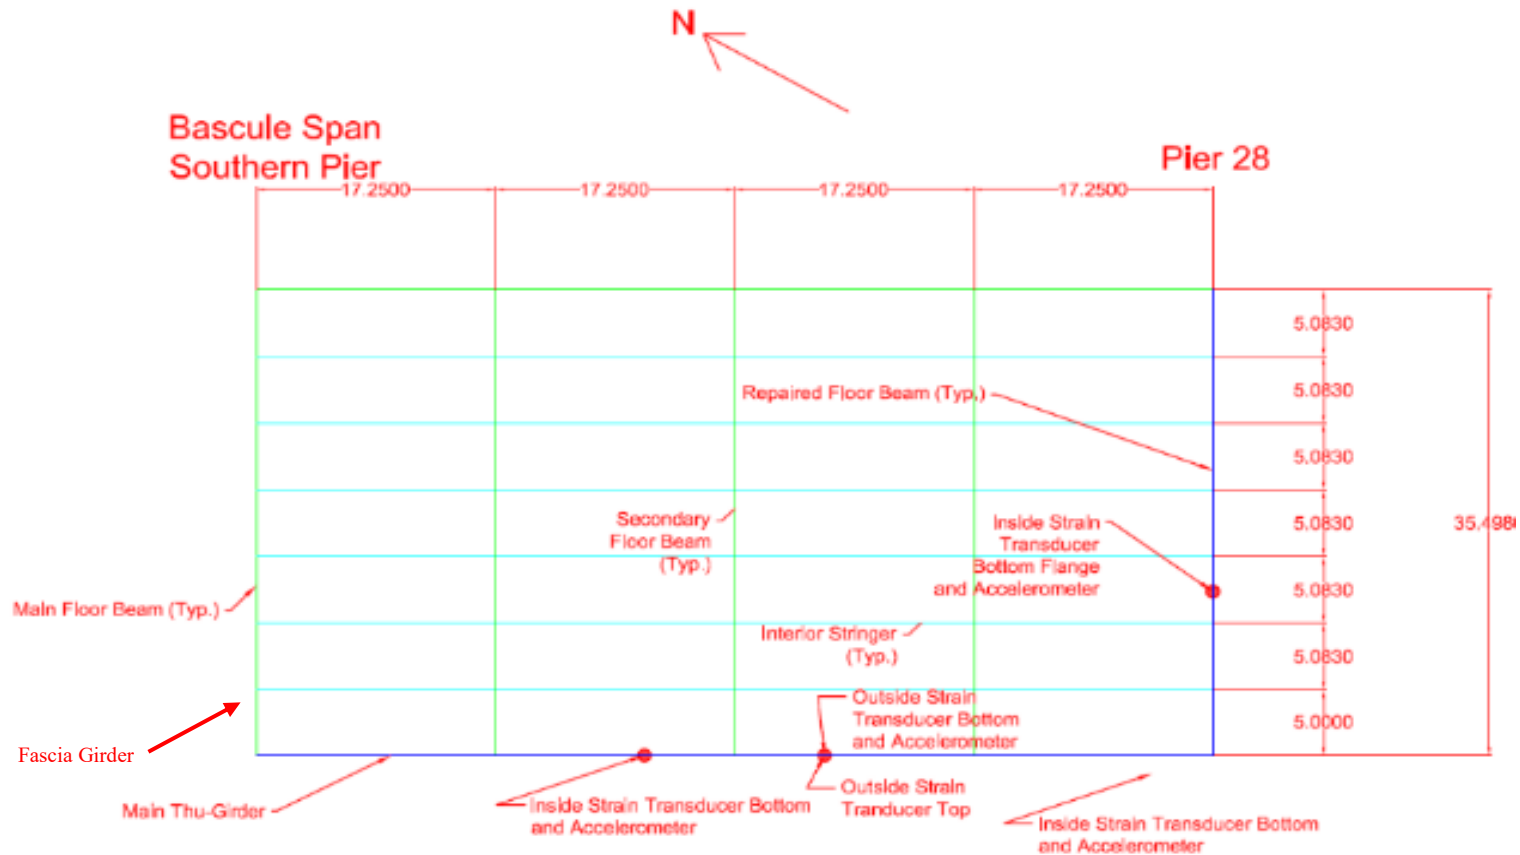 N
Bascule Span
Southern Pier
Pier 28
17.2500
17.2500
17.2500
17.2500
5.0830
Repaired Floor Beam (Typ.)
5.0830
5.0830
Secondary
Floor Beam
(Typ.)
Inside Strain
Transducer
Bottom Flange
and Accelerometer
5.0830
Main Floor Beam (Typ.)
5.0830
Interior Stringer
(Typ.)
5.0830
Outside Strain
Transducer Bottom
and Accelerometer
5.0000
Fascia Girder
Main Thu-Girder
Inside Strain Transducer Bottom
and Accelerometer
Outside Strain
Tranducer Top
Inside Strain Transducer Bottom
and Accelerometer